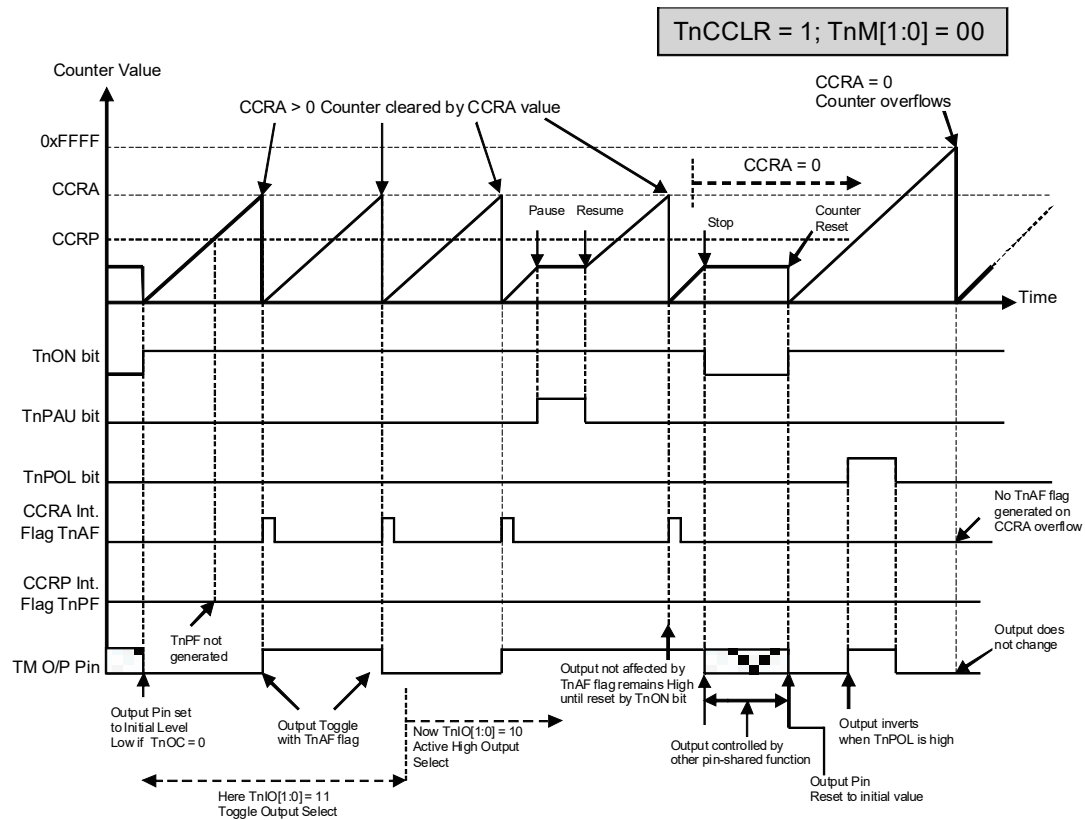 TnCCLR = 1; TnM[1:0] = 00
Counter Value
CCRA > 0 Counter cleared by CCRA value
CCRA = 0
Counter overflows
0xFFFF
CCRA = 0
CCRA
Pause
Resume
Stop
Counter
Reset
CCRP
Time
TnON bit
TnPAU bit
TnPOL bit
CCRA Int.
Flag TnAF
No TnAF flag
generated on
CCRA overflow
CCRP Int.
Flag TnPF
TnPF not
generated
Output does
not change
TM O/P Pin
Output not affected by
TnAF flag remains High
until reset by TnON bit
Output Pin set
to Initial Level
Low if TnOC = 0
Output Toggle
with TnAF flag
Now TnIO[1:0] = 10
Active High Output
Select
Output controlled by
other pin-shared function
Output inverts
when TnPOL is high
Output Pin
Reset to initial value
Here TnIO[1:0] = 11
Toggle Output Select